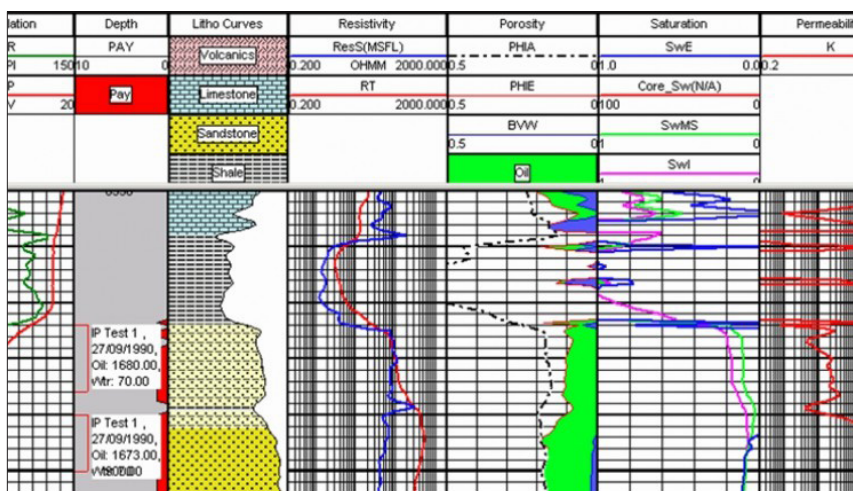 lation Depth Litho Curves Resistivity Porosity Saturation Permeabili
R PAY Volcanics ResS(MSFL) PHIA SwE K
PI 150 10 0 0.200 OHMM 2000.000 0.5 0 1.0 0.0 0.2
P Pay Limestone RT PHIE Core_Sw(N/A)
V 20 0.200 2000.000 0.5 0 100 0
Sandstone BVW SwMS
0.5 0 1 0
Shale Oil SwI
IP Test 1 ,
27/09/1990,
Oil: 1680.00,
Wtr: 70.00
IP Test 1 ,
27/09/1990,
Oil: 1673.00,